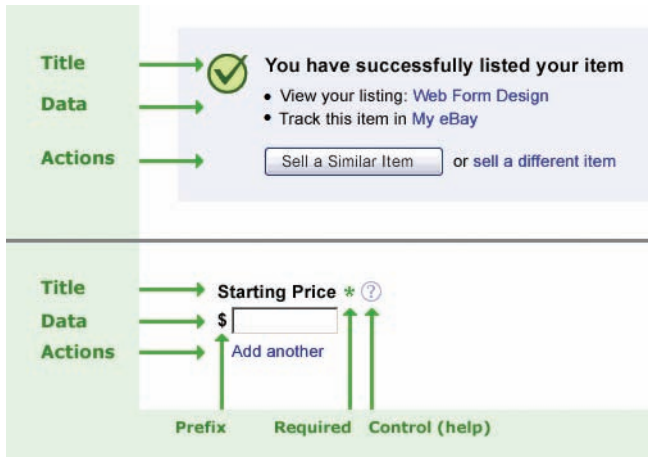 Title You have successfully listed your item
Data • View your listing: Web Form Design
• Track this item in My eBay
Actions Sell a Similar Item or sell a different item
Title Starting Price * ?
Data $
Actions Add another
Prefix Required Control (help)